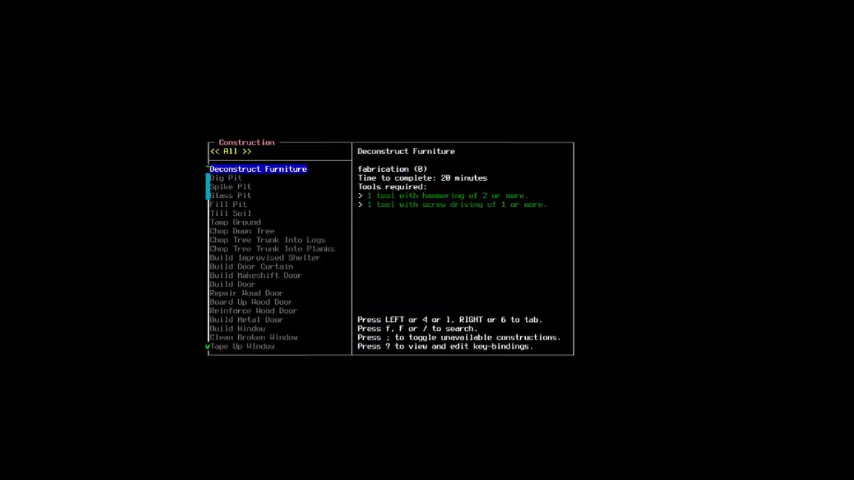 Construction
<< All >>
Deconstruct Furniture
Dig Pit
Spike Pit
Glass Pit
Fill Pit
Till Soil
Tamp Ground
Chop Down Tree
Chop Tree Trunk Into Logs
Chop Tree Trunk Into Planks
Build Improvised Shelter
Build Door Curtain
Build Makeshift Door
Build Door
Repair Wood Door
Board Up Wood Door
Reinforce Wood Door
Build Metal Door
Build Window
Clean Broken Window
Tape Up Window
Deconstruct Furniture
fabrication (0)
Time to complete: 20 minutes
Tools required:
> 1 tool with hammering of 2 or more.
> 1 tool with screw driving of 1 or more.
Press LEFT or 4 or l, RIGHT or 6 to tab.
Press f, F or / to search.
Press ; to toggle unavailable constructions.
Press ? to view and edit key-bindings.